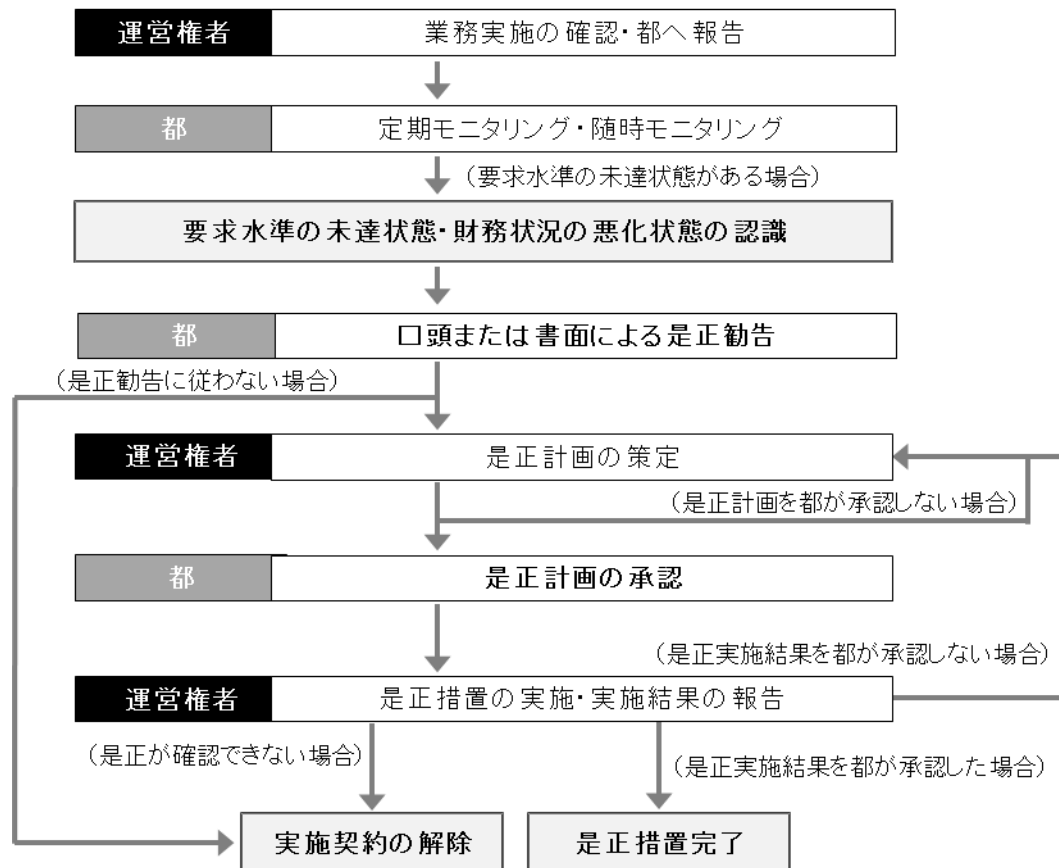 運営権者 業務実施の確認・都へ報告
都 定期モニタリング・随時モニタリング
（要求水準の未達状態がある場合）
要求水準の未達状態・財務状況の悪化状態の認識
都 口頭または書面による是正勧告
（是正勧告に従わない場合）
運営権者 是正計画の策定
（是正計画を都が承認しない場合）
都 是正計画の承認
（是正実施結果を都が承認しない場合）
運営権者 是正措置の実施・実施結果の報告
（是正が確認できない場合）
（是正実施結果を都が承認した場合）
実施契約の解除
是正措置完了